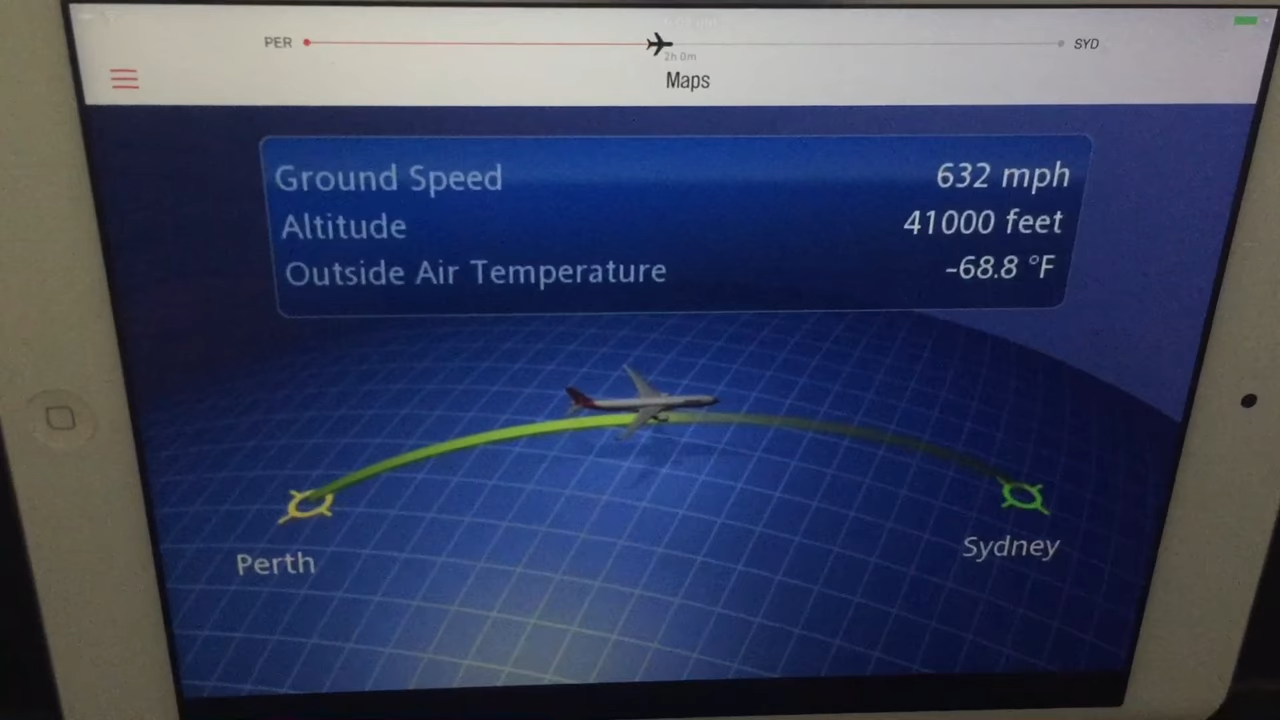 PER SYD
2h 0m
Maps
Ground Speed 632 mph
Altitude 41000 feet
Outside Air Temperature -68.8 °F
Perth
Sydney